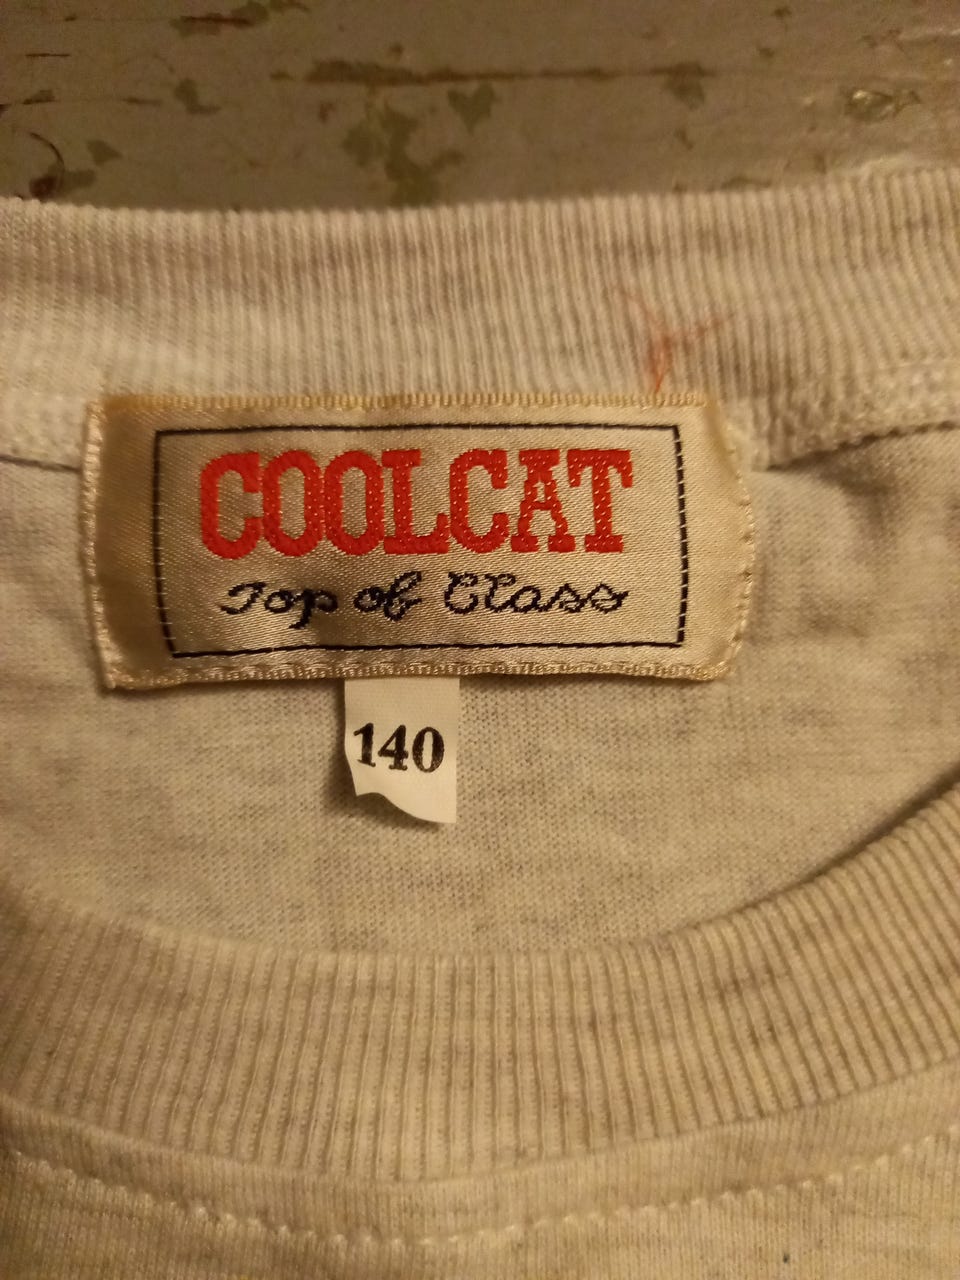 COOLCAT
Top of Class
140